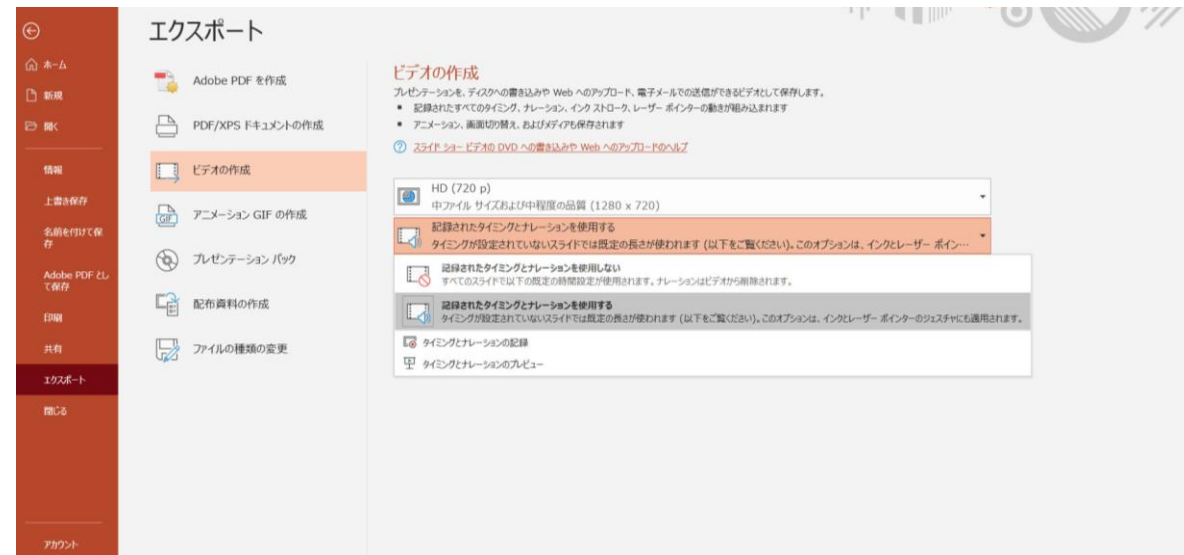 エクスポート
ホーム
新規
開く
情報
上書き保存
名前を付けて保
存
Adobe PDF とし
て保存
印刷
共有
エクスポート
閉じる
アカウント
Adobe PDF を作成
PDF/XPS ドキュメントの作成
ビデオの作成
アニメーション GIF の作成
GIF
プレゼンテーション パック
配布資料の作成
ファイルの種類の変更
ビデオの作成
プレゼンテーションを、ディスクへの書き込みや Web へのアップロード、電子メールでの送信ができるビデオとして保存します。
▪ 記録されたすべてのタイミング、ナレーション、インク ストローク、レーザー ポインターの動きが組み込まれます
▪ アニメーション、画面切り替え、およびメディアも保存されます
スライド ショー ビデオの DVD への書き込みや Web へのアップロードのヘルプ
HD (720 p)
中ファイル サイズおよび中程度の品質 (1280 x 720)
記録されたタイミングとナレーションを使用する
タイミングが設定されていないスライドでは既定の長さが使われます (以下をご覧ください)。このオプションは、インクとレーザー ポイン…
記録されたタイミングとナレーションを使用しない
すべてのスライドで以下の既定の時間設定が使用されます。ナレーションはビデオから削除されます。
記録されたタイミングとナレーションを使用する
タイミングが設定されていないスライドでは既定の長さが使われます (以下をご覧ください)。このオプションは、インクとレーザー ポインターのジェスチャにも適用されます。
タイミングとナレーションの記録
タイミングとナレーションのプレビュー